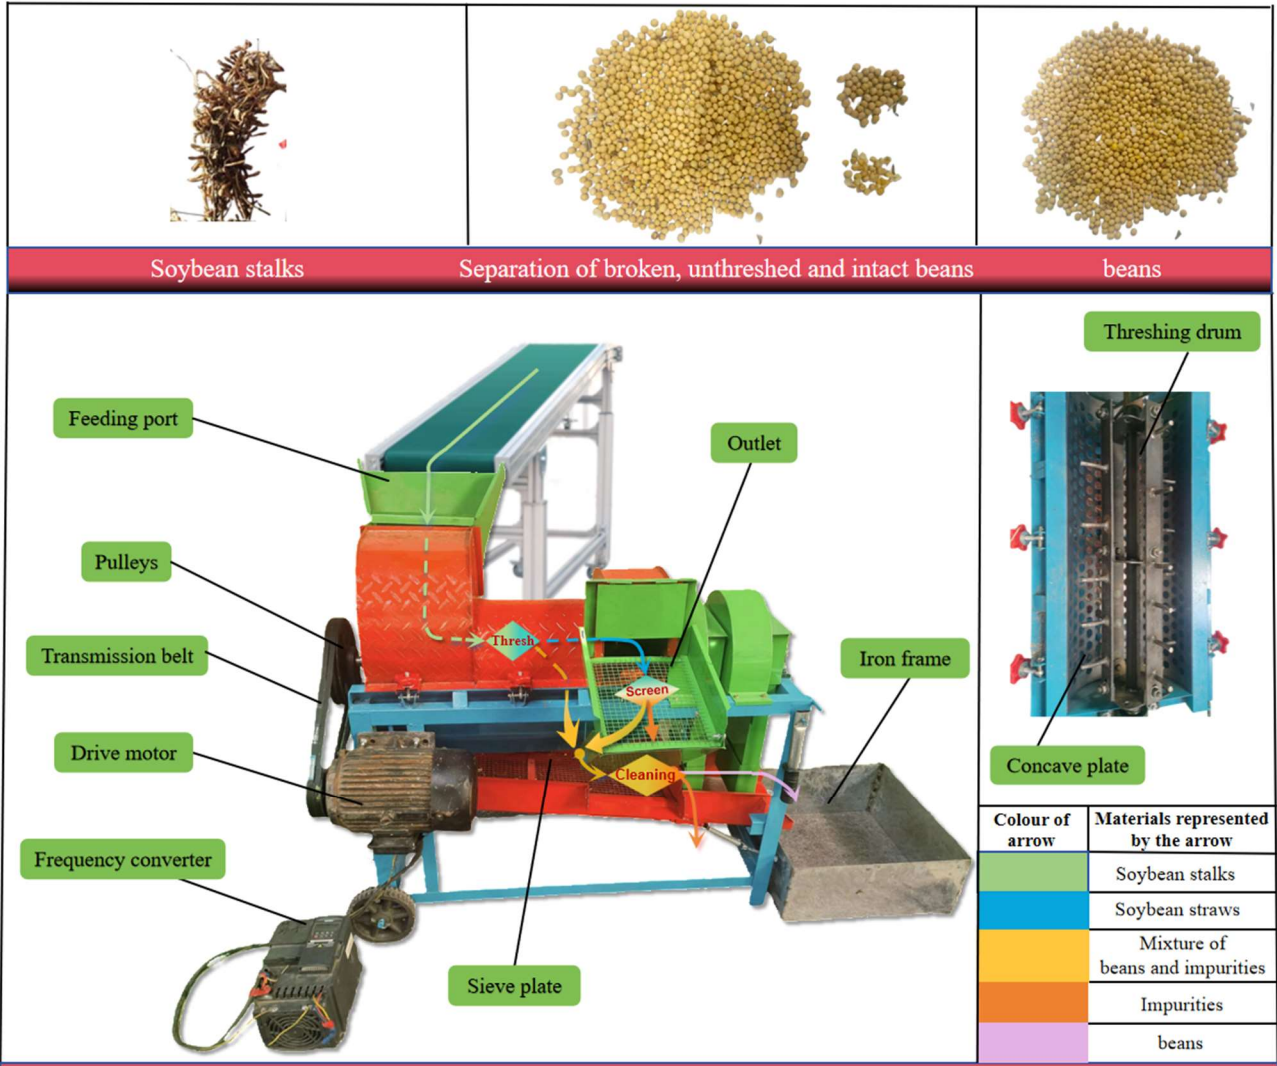 Soybean stalks
Separation of broken, unthreshed and intact beans
beans
Threshing drum
Feeding port
Outlet
Pulleys
Thresh
Transmission belt
Iron frame
Screen
Drive motor
Concave plate
Cleaning
Frequency converter
Sieve plate
Colour of
arrow
Materials represented
by the arrow
Soybean stalks
Soybean straws
Mixture of
beans and impurities
Impurities
beans